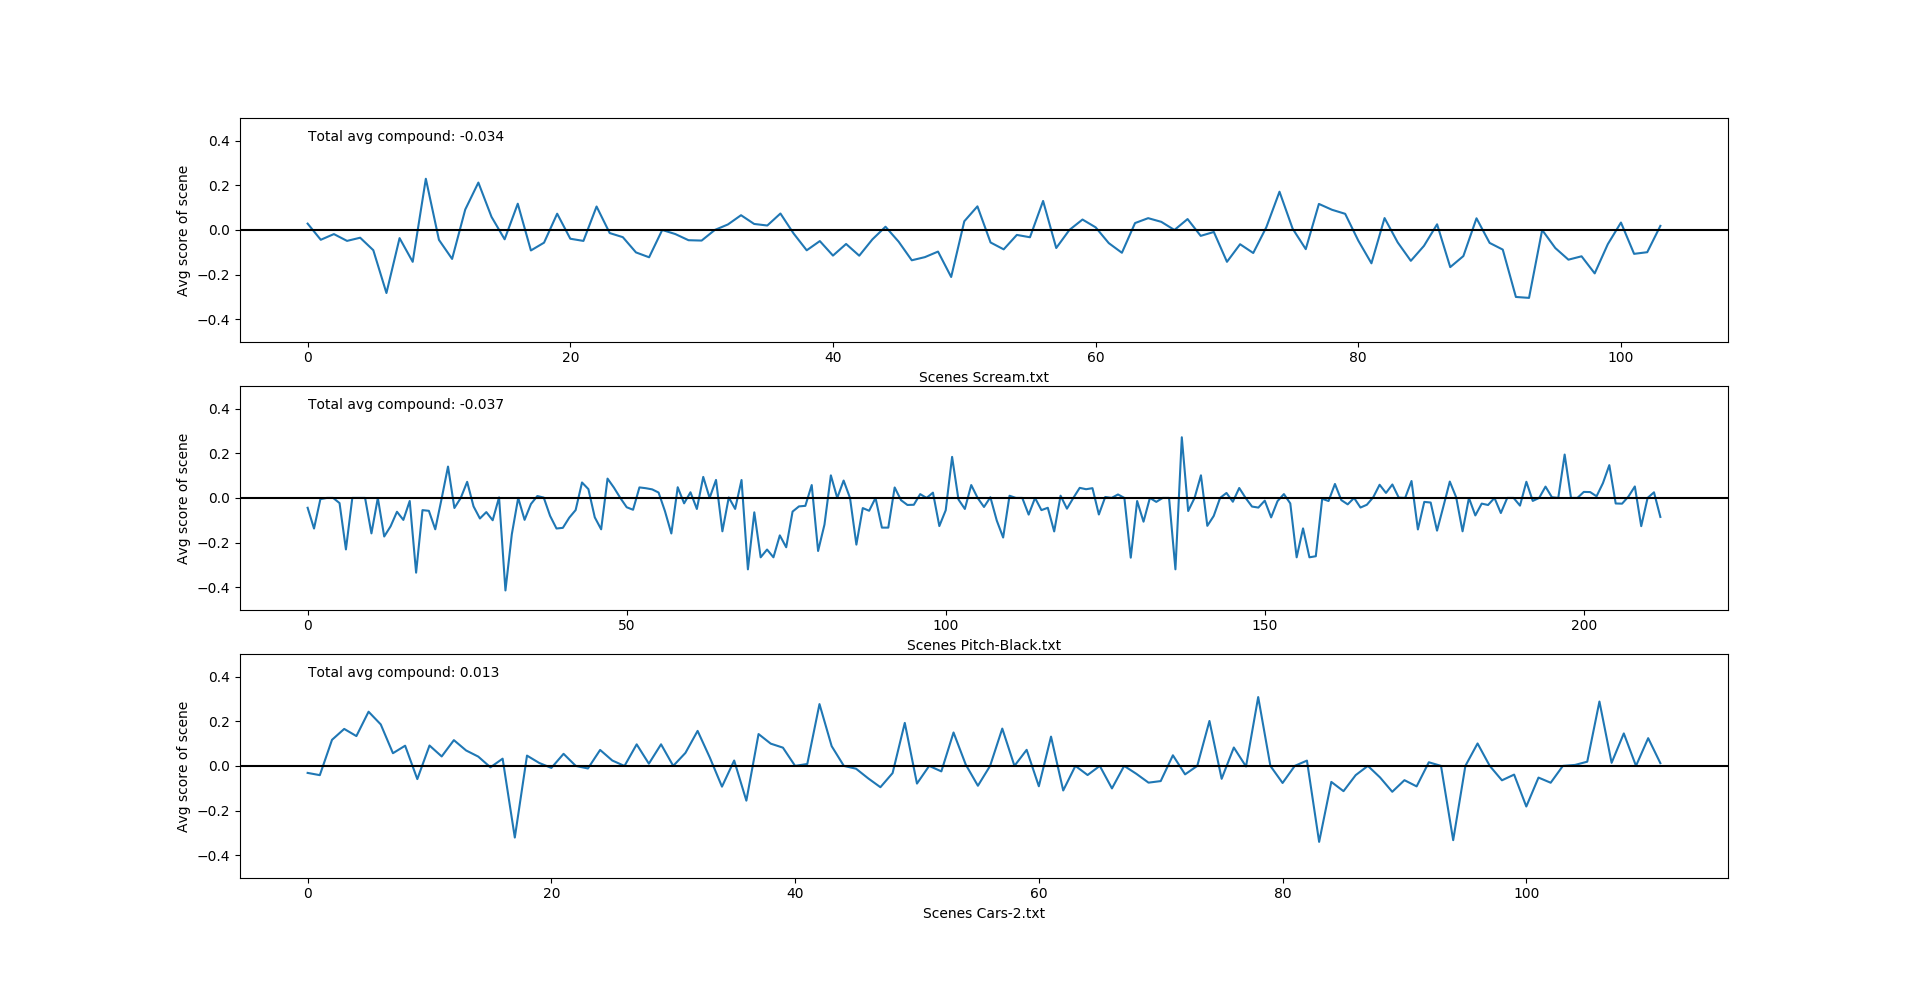 Total avg compound: -0.034
Avg score of scene
0.4
0.2
0.0
−0.2
−0.4
0 20 40 60 80 100
Scenes Scream.txt
Total avg compound: -0.037
Avg score of scene
0.4
0.2
0.0
−0.2
−0.4
0 50 100 150 200
Scenes Pitch-Black.txt
Total avg compound: 0.013
Avg score of scene
0.4
0.2
0.0
−0.2
−0.4
0 20 40 60 80 100
Scenes Cars-2.txt